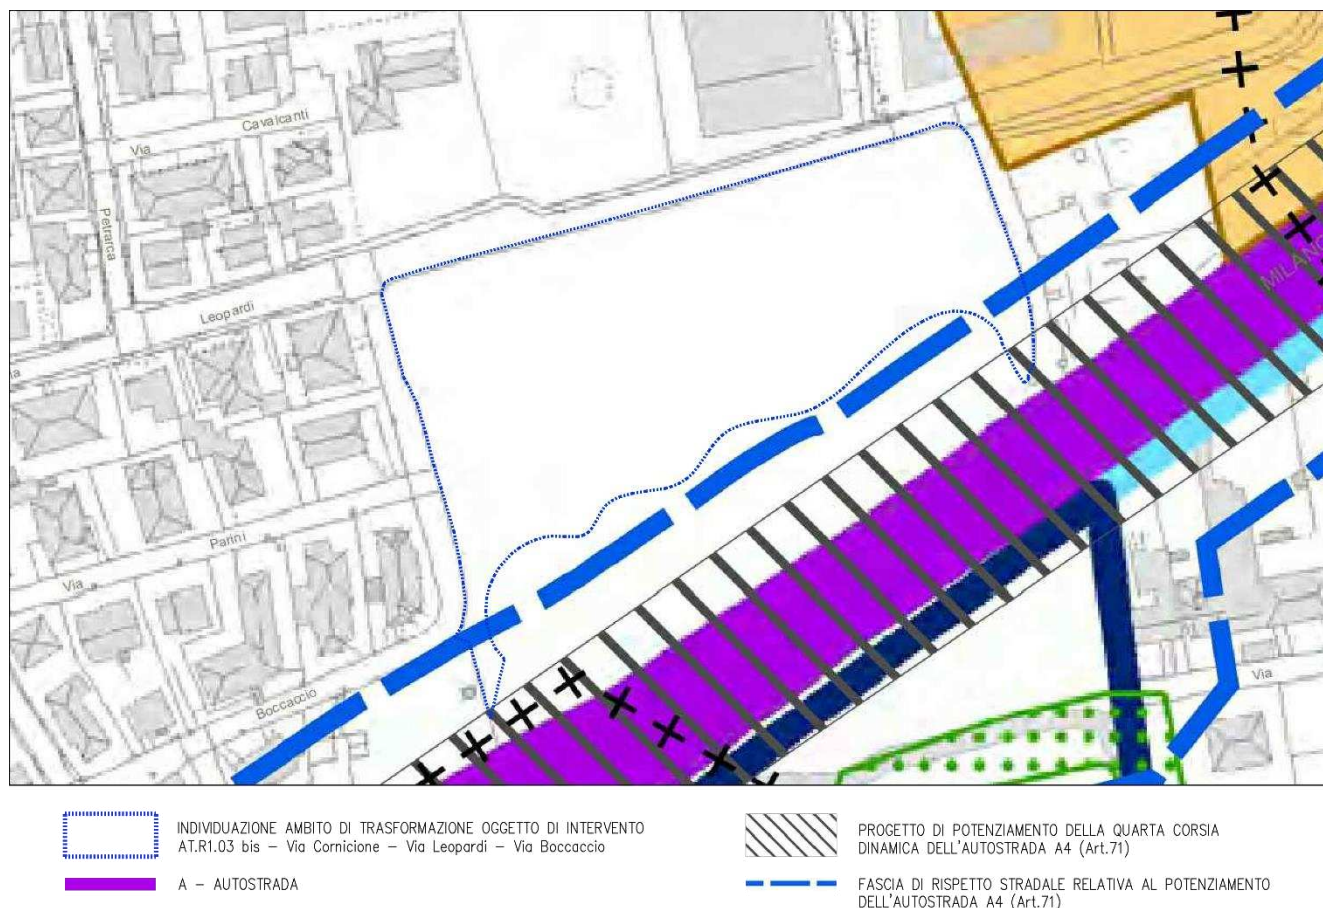 Cavalcanti
Via
Petrarca
MILANO
Leopardi
Parini
Via
Boccaccio
Via
INDIVIDUAZIONE AMBITO DI TRASFORMAZIONE OGGETTO DI INTERVENTO
AT.R1.03 bis – Via Cornicione – Via Leopardi – Via Boccaccio
A – AUTOSTRADA
PROGETTO DI POTENZIAMENTO DELLA QUARTA CORSIA
DINAMICA DELL'AUTOSTRADA A4 (Art.71)
FASCIA DI RISPETTO STRADALE RELATIVA AL POTENZIAMENTO
DELL'AUTOSTRADA A4 (Art.71)